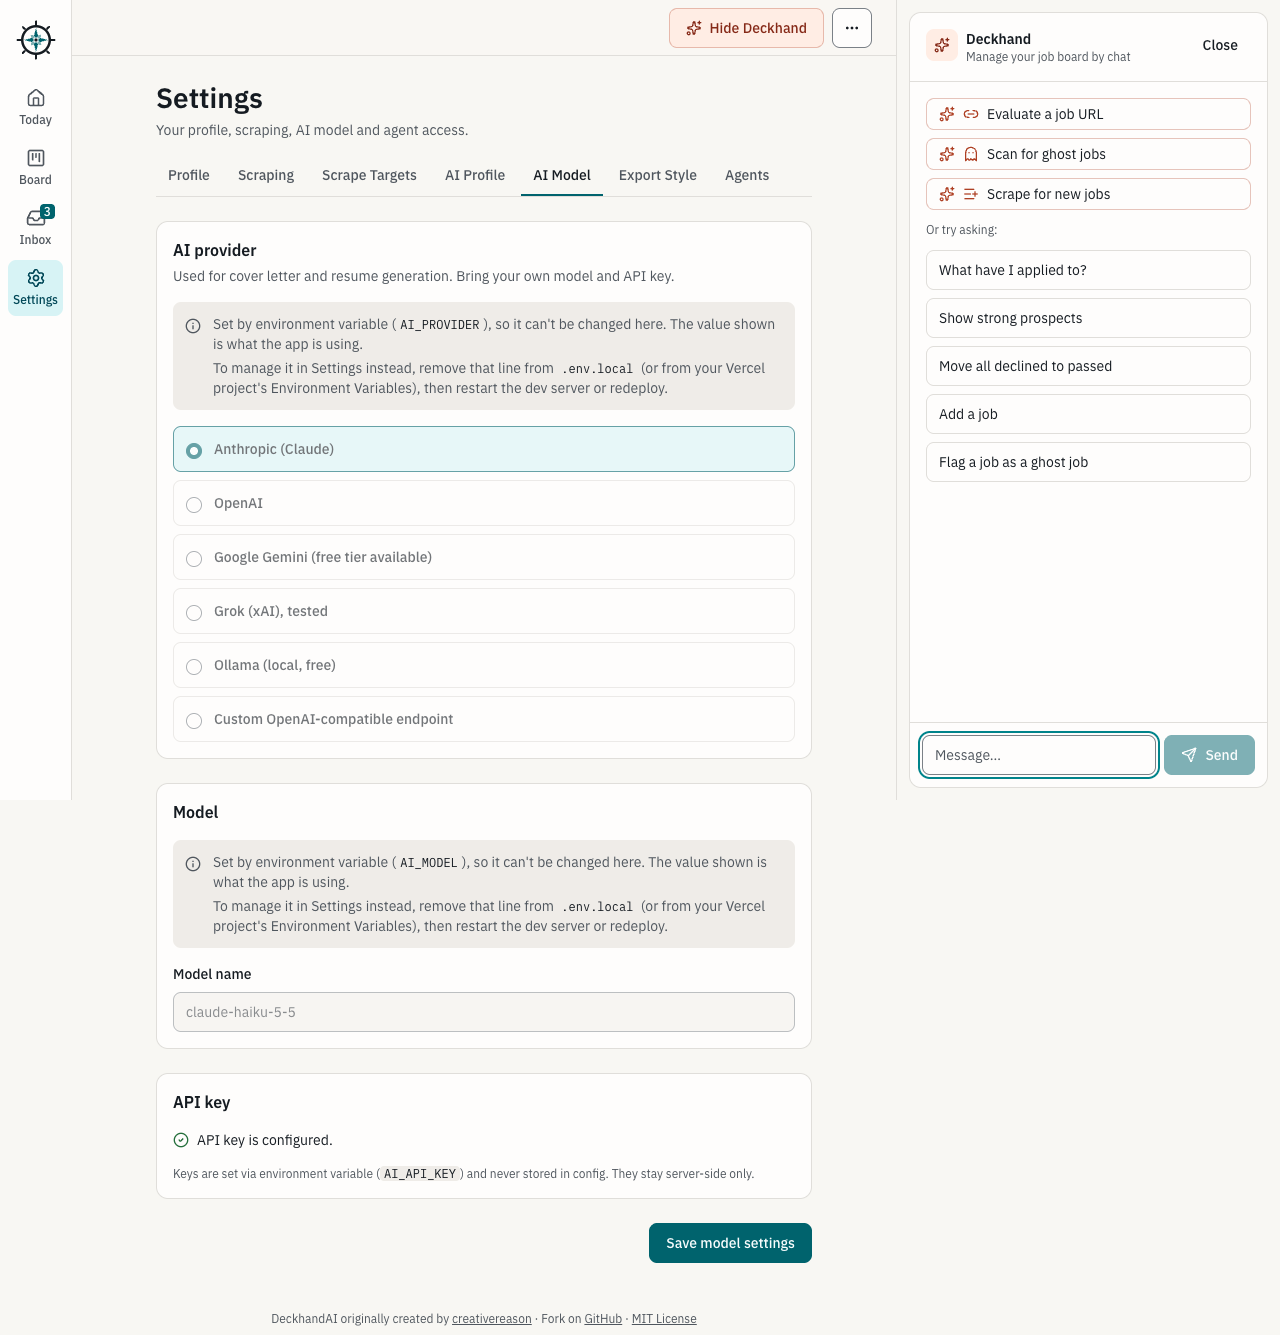 Today
Board
3
Inbox
Settings
Hide Deckhand
...
Settings
Your profile, scraping, AI model and agent access.
Profile
Scraping
Scrape Targets
AI Profile
AI Model
Export Style
Agents
AI provider
Used for cover letter and resume generation. Bring your own model and API key.
Set by environment variable ( AI_PROVIDER ), so it can't be changed here. The value shown
is what the app is using.
To manage it in Settings instead, remove that line from .env.local (or from your Vercel
project's Environment Variables), then restart the dev server or redeploy.
Anthropic (Claude)
OpenAI
Google Gemini (free tier available)
Grok (xAI), tested
Ollama (local, free)
Custom OpenAI-compatible endpoint
Model
Set by environment variable ( AI_MODEL ), so it can't be changed here. The value shown is
what the app is using.
To manage it in Settings instead, remove that line from .env.local (or from your Vercel
project's Environment Variables), then restart the dev server or redeploy.
Model name
claude-haiku-5-5
API key
API key is configured.
Keys are set via environment variable ( AI_API_KEY ) and never stored in config. They stay server-side only.
Save model settings
DeckhandAI originally created by creativereason · Fork on GitHub · MIT License
Deckhand
Manage your job board by chat
Close
Evaluate a job URL
Scan for ghost jobs
Scrape for new jobs
Or try asking:
What have I applied to?
Show strong prospects
Move all declined to passed
Add a job
Flag a job as a ghost job
Message...
Send